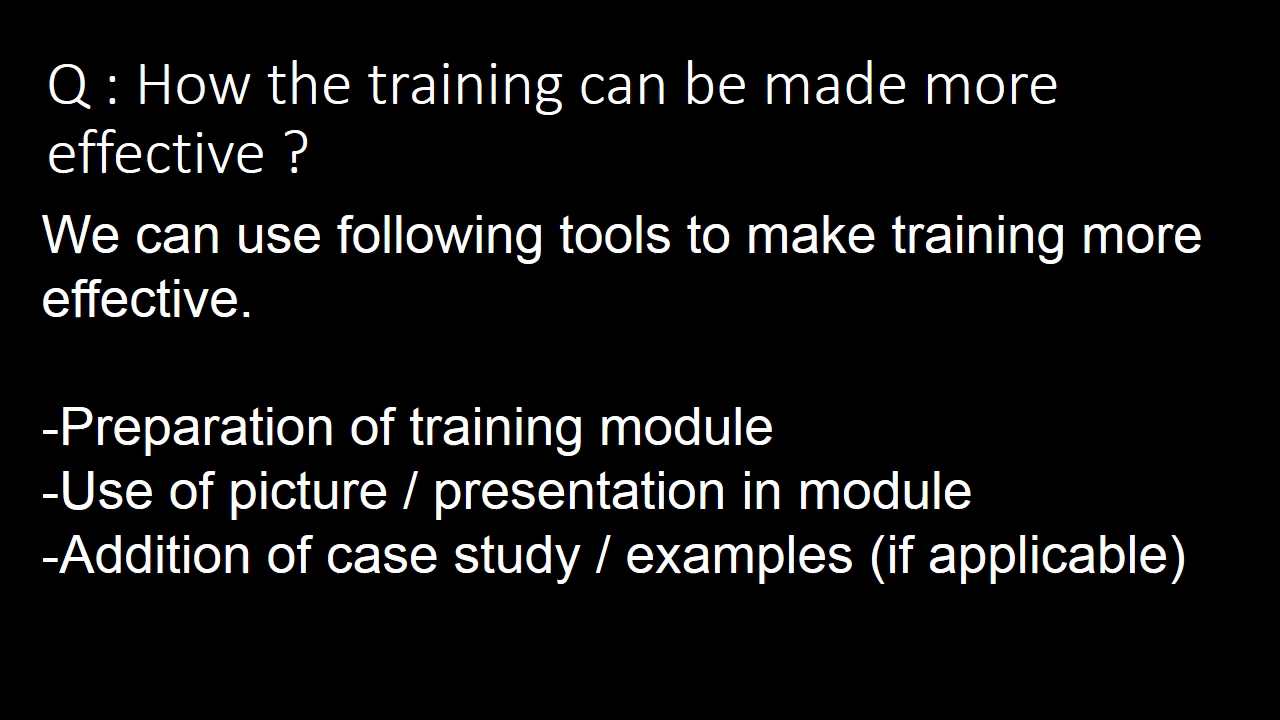 Q : How the training can be made more
effective ?
We can use following tools to make training more
effective.
-Preparation of training module
-Use of picture / presentation in module
-Addition of case study / examples (if applicable)